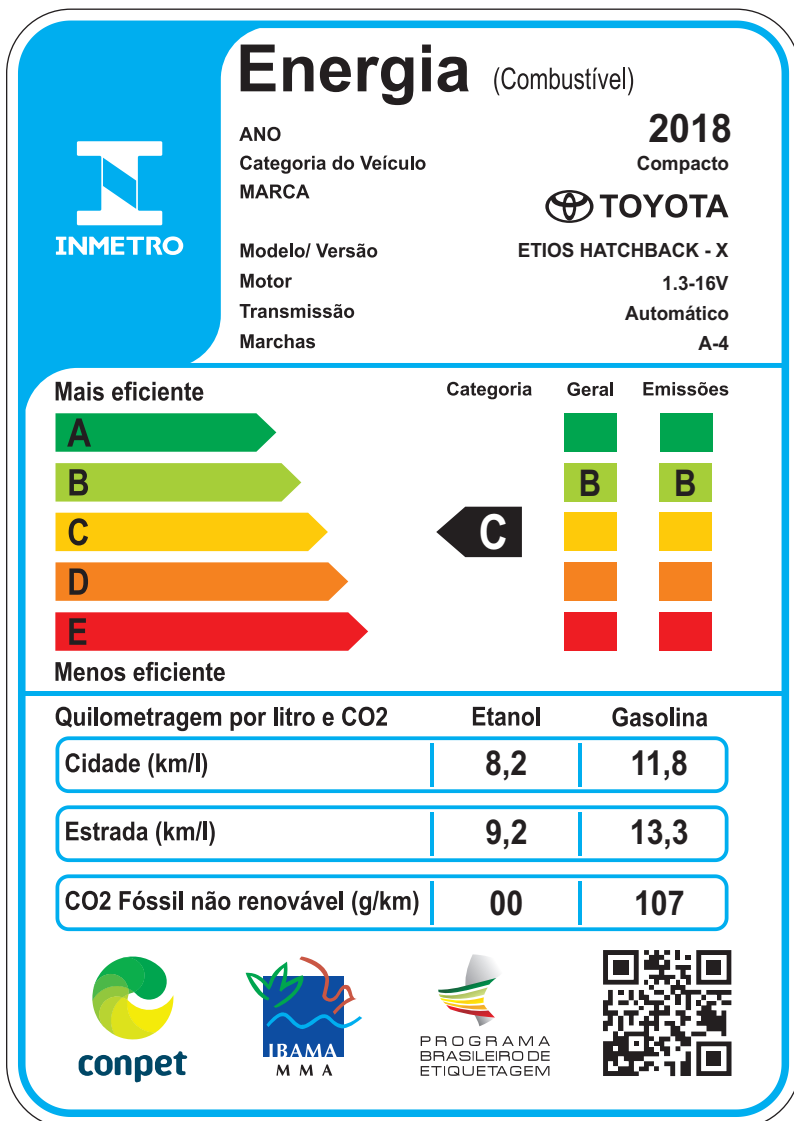 Energia (Combustível)
INMETRO
ANO 2018
Categoria do Veículo Compacto
MARCA TOYOTA
Modelo/ Versão ETIOS HATCHBACK - X
Motor 1.3-16V
Transmissão Automático
Marchas A-4
Mais eficiente Categoria Geral Emissões
A
B B B
C C
D
E
Menos eficiente
Quilometragem por litro e CO2 Etanol Gasolina
Cidade (km/l) 8,2 11,8
Estrada (km/l) 9,2 13,3
CO2 Fóssil não renovável (g/km) 00 107
conpet
IBAMA
MMA
PROGRAMA
BRASILEIRO DE
ETIQUETAGEM